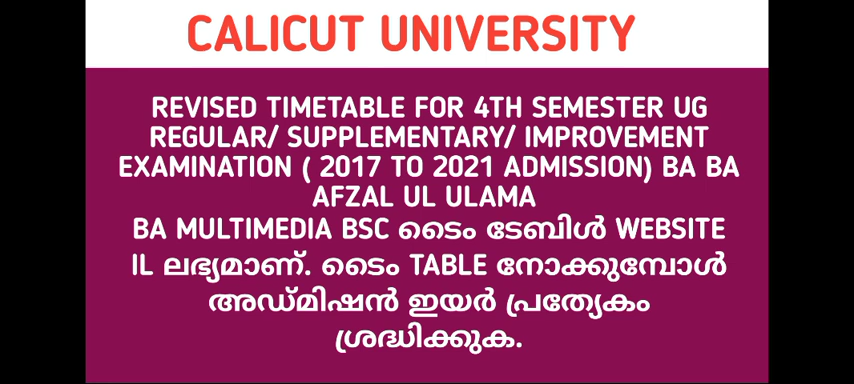 CALICUT UNIVERSITY
REVISED TIMETABLE FOR 4TH SEMESTER UG
REGULAR/ SUPPLEMENTARY/ IMPROVEMENT
EXAMINATION ( 2017 TO 2021 ADMISSION) BA BA
AFZAL UL ULAMA
BA MULTIMEDIA BSC ടൈം ടേബിൾ WEBSITE
IL ലഭ്യമാണ്. ടൈം TABLE നോക്കുമ്പോൾ
അഡ്മിഷൻ ഇയർ പ്രത്യേകം
ശ്രദ്ധിക്കുക.